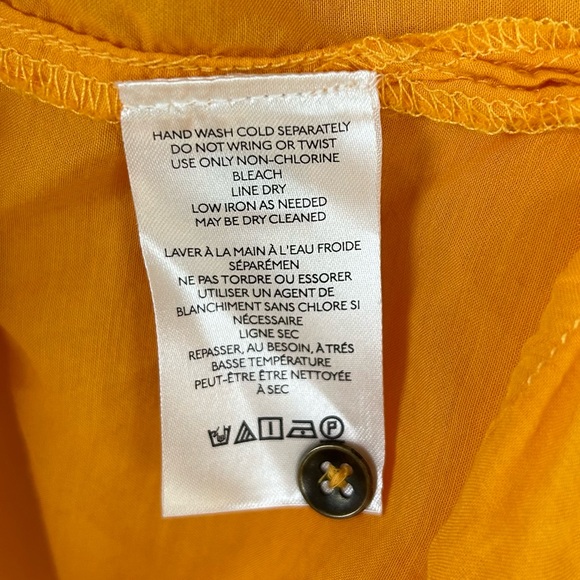 HAND WASH COLD SEPARATELY
DO NOT WRING OR TWIST
USE ONLY NON-CHLORINE
BLEACH
LINE DRY
LOW IRON AS NEEDED
MAY BE DRY CLEANED
LAVER À LA MAIN À L'EAU FROIDE
SÉPARÉMEN
NE PAS TORDRE OU ESSORER
UTILISER UN AGENT DE
BLANCHIMENT SANS CHLORE SI
NÉCESSAIRE
LIGNE SEC
REPASSER, AU BESOIN, À TRÉS
BASSE TEMPÉRATURE
PEUT-ÊTRE ÊTRE NETTOYÉE
À SEC
P